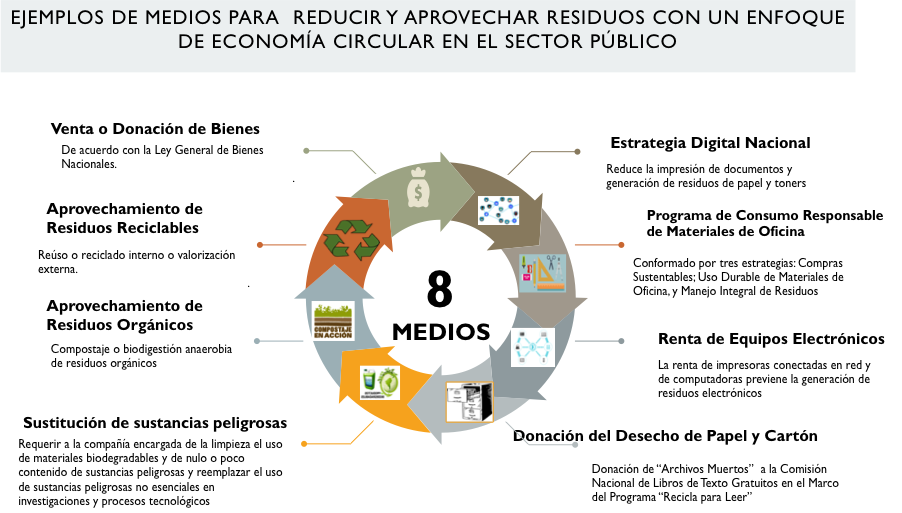 EJEMPLOS DE MEDIOS PARA REDUCIR Y APROVECHAR RESIDUOS CON UN ENFOQUE
DE ECONOMÍA CIRCULAR EN EL SECTOR PÚBLICO
Venta o Donación de Bienes
De acuerdo con la Ley General de Bienes
Nacionales.
Aprovechamiento de
Residuos Reciclables
Reúso o reciclado interno o valorización
externa.
Aprovechamiento de
Residuos Orgánicos
Compostaje o biodigestión anaerobia
de residuos orgánicos
Sustitución de sustancias peligrosas
Requerir a la compañía encargada de la limpieza el uso
de materiales biodegradables y de nulo o poco
contenido de sustancias peligrosas y reemplazar el uso
de sustancias peligrosas no esenciales en
investigaciones y procesos tecnológicos
$
COMPOSTAJE
EN ACCIÓN
8
MEDIOS
Estrategia Digital Nacional
Reduce la impresión de documentos y
generación de residuos de papel y toners
Programa de Consumo Responsable
de Materiales de Oficina
Conformado por tres estrategias: Compras
Sustentables; Uso Durable de Materiales de
Oficina, y Manejo Integral de Residuos
Renta de Equipos Electrónicos
La renta de impresoras conectadas en red y
de computadoras previene la generación de
residuos electrónicos
Donación del Desecho de Papel y Cartón
Donación de “Archivos Muertos” a la Comisión
Nacional de Libros de Texto Gratuitos en el Marco
del Programa “Recicla para Leer”